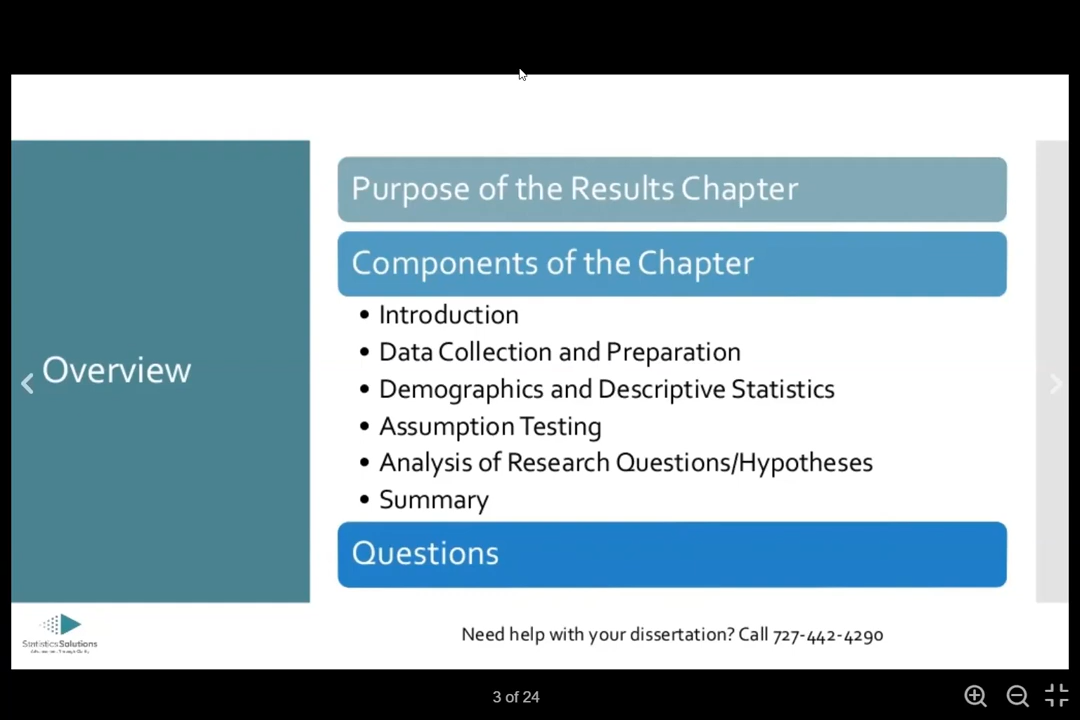 Purpose of the Results Chapter
Components of the Chapter
• Introduction
• Data Collection and Preparation
• Demographics and Descriptive Statistics
• Assumption Testing
• Analysis of Research Questions/Hypotheses
• Summary
Questions
Overview
StatisticsSolutions
Need help with your dissertation? Call 727-442-4290
3 of 24